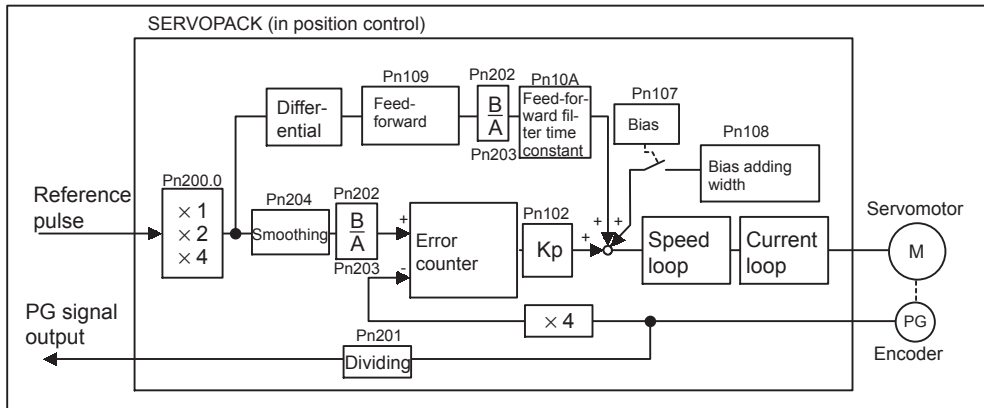 SERVOPACK (in position control)
Pn109
Pn202
Pn10A
Differ-
ential
Feed-
forward
B
A
Pn203
Feed-for-
ward filter
time
constant
Pn107
Bias
Pn108
Bias adding
width
Reference
pulse
Pn200.0
× 1
× 2
× 4
Pn204
Smoothing
Pn202
B
A
Pn203
+
-
Error
counter
Pn102
Kp
+
+
+
Speed
loop
Current
loop
Servomotor
M
PG signal
output
Pn201
Dividing
× 4
PG
Encoder